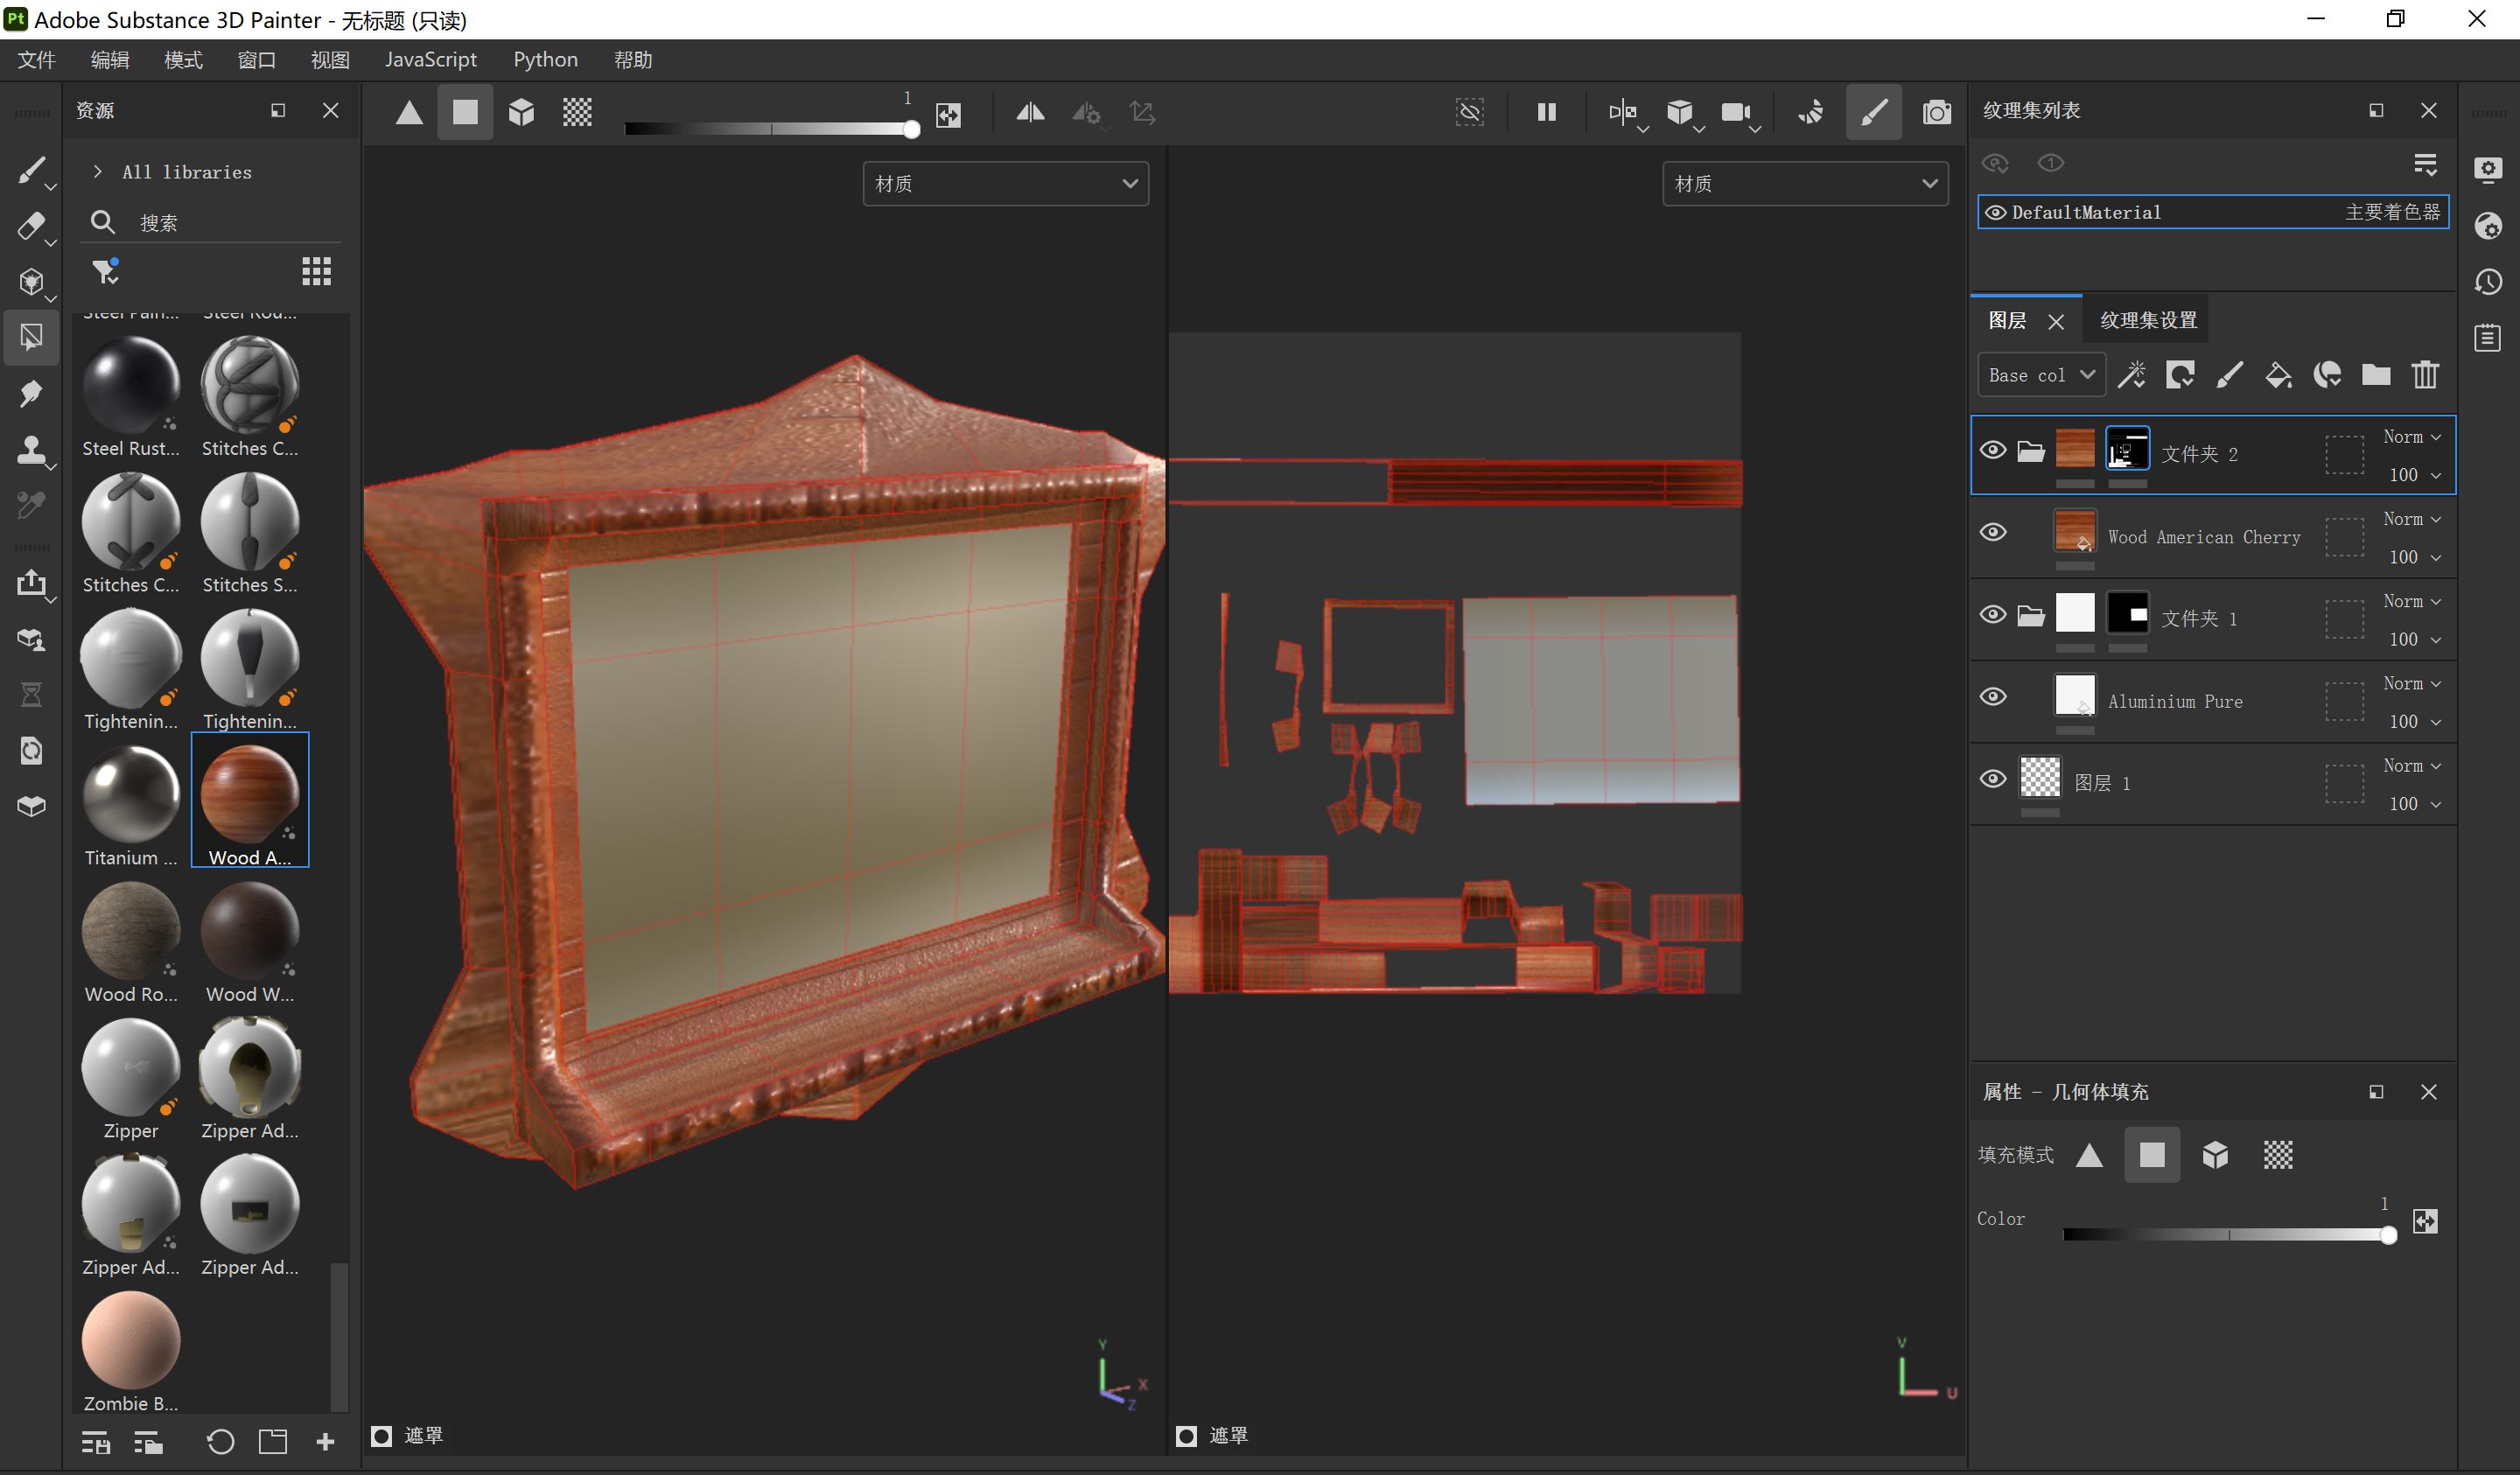 Pt Adobe Substance 3D Painter - 无标题 (只读)
文件 编辑 模式 窗口 视图 JavaScript Python 帮助
资源
All libraries
搜索
Steel Pain... Steel Rou...
Steel Rust... Stitches C...
Stitches C... Stitches S...
Tightenin... Tightenin...
Titanium ... Wood A...
Wood Ro... Wood W...
Zipper Zipper Ad...
Zipper Ad... Zipper Ad...
Zombie B...
1
材质
Y
X
Z
遮罩
材质
V
U
遮罩
纹理集列表
1
DefaultMaterial 主要着色器
图层 纹理集设置
Base col
文件夹 2 Norm
100
Wood American Cherry Norm
100
文件夹 1 Norm
100
Aluminium Pure Norm
100
图层 1 Norm
100
属性 - 几何体填充
填充模式
Color 1